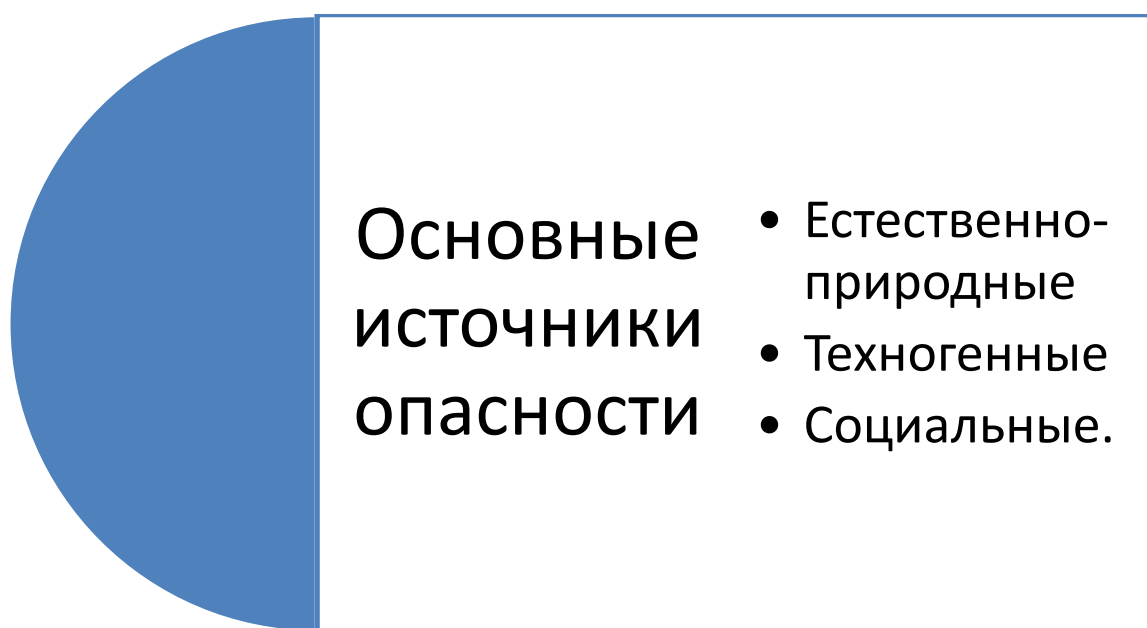 Основные
источники
опасности
• Естественно-
природные
• Техногенные
• Социальные.